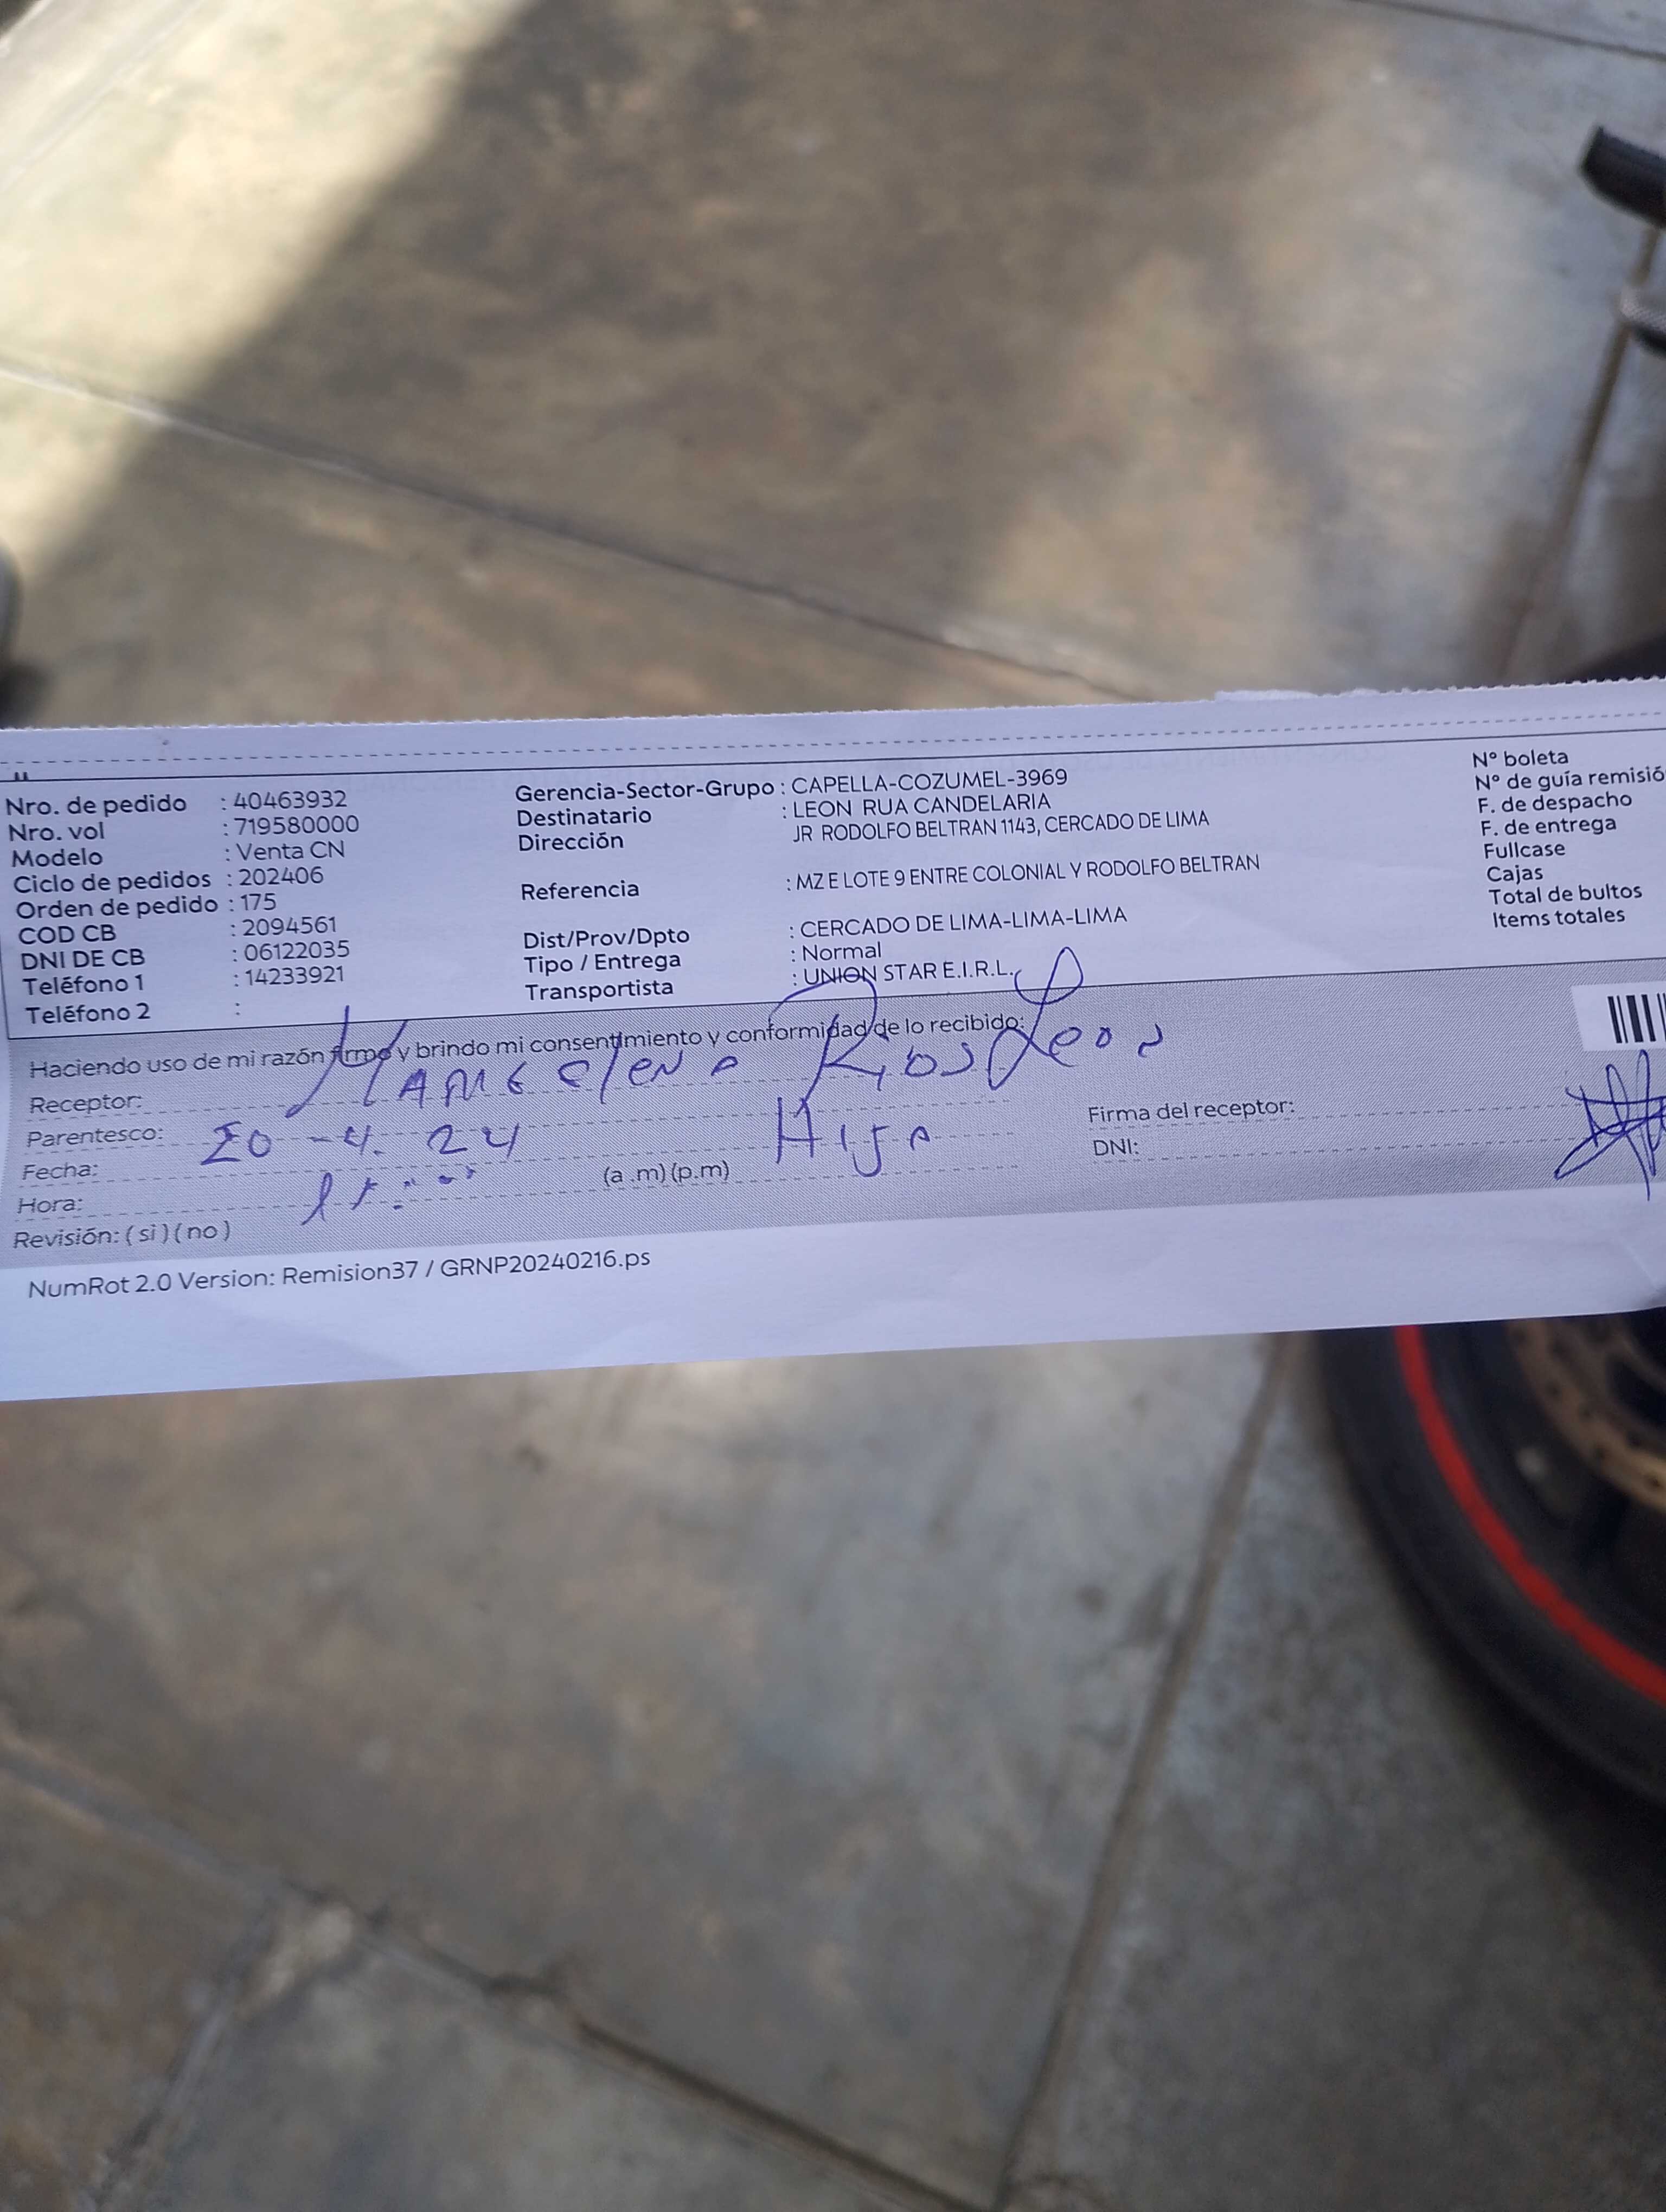 Nro. de pedido : 40463932
Nro. vol : 719580000
Modelo : Venta CN
Ciclo de pedidos : 202406
Orden de pedido : 175
COD CB : 2094561
DNI DE CB : 06122035
Teléfono 1 : 14233921
Teléfono 2 :
Gerencia-Sector-Grupo : CAPELLA-COZUMEL-3969
Destinatario : LEON RUA CANDELARIA
Dirección JR RODOLFO BELTRAN 1143, CERCADO DE LIMA
Referencia : MZ E LOTE 9 ENTRE COLONIAL Y RODOLFO BELTRAN
Dist/Prov/Dpto : CERCADO DE LIMA-LIMA-LIMA
Tipo / Entrega : Normal
Transportista : UNION STAR E.I.R.L.
Nº boleta
Nº de guía remisió
F. de despacho
F. de entrega
Fullcase
Cajas
Total de bultos
Items totales
Haciendo uso de mi razón firmo y brindo mi consentimiento y conformidad de lo recibido:
Receptor: Rios Leon
Parentesco: Hija
Fecha: 20-4.24
Hora: (a .m) (p.m)
Revisión: ( si ) ( no )
Firma del receptor:
DNI:
NumRot 2.0 Version: Remision37 / GRNP20240216.ps